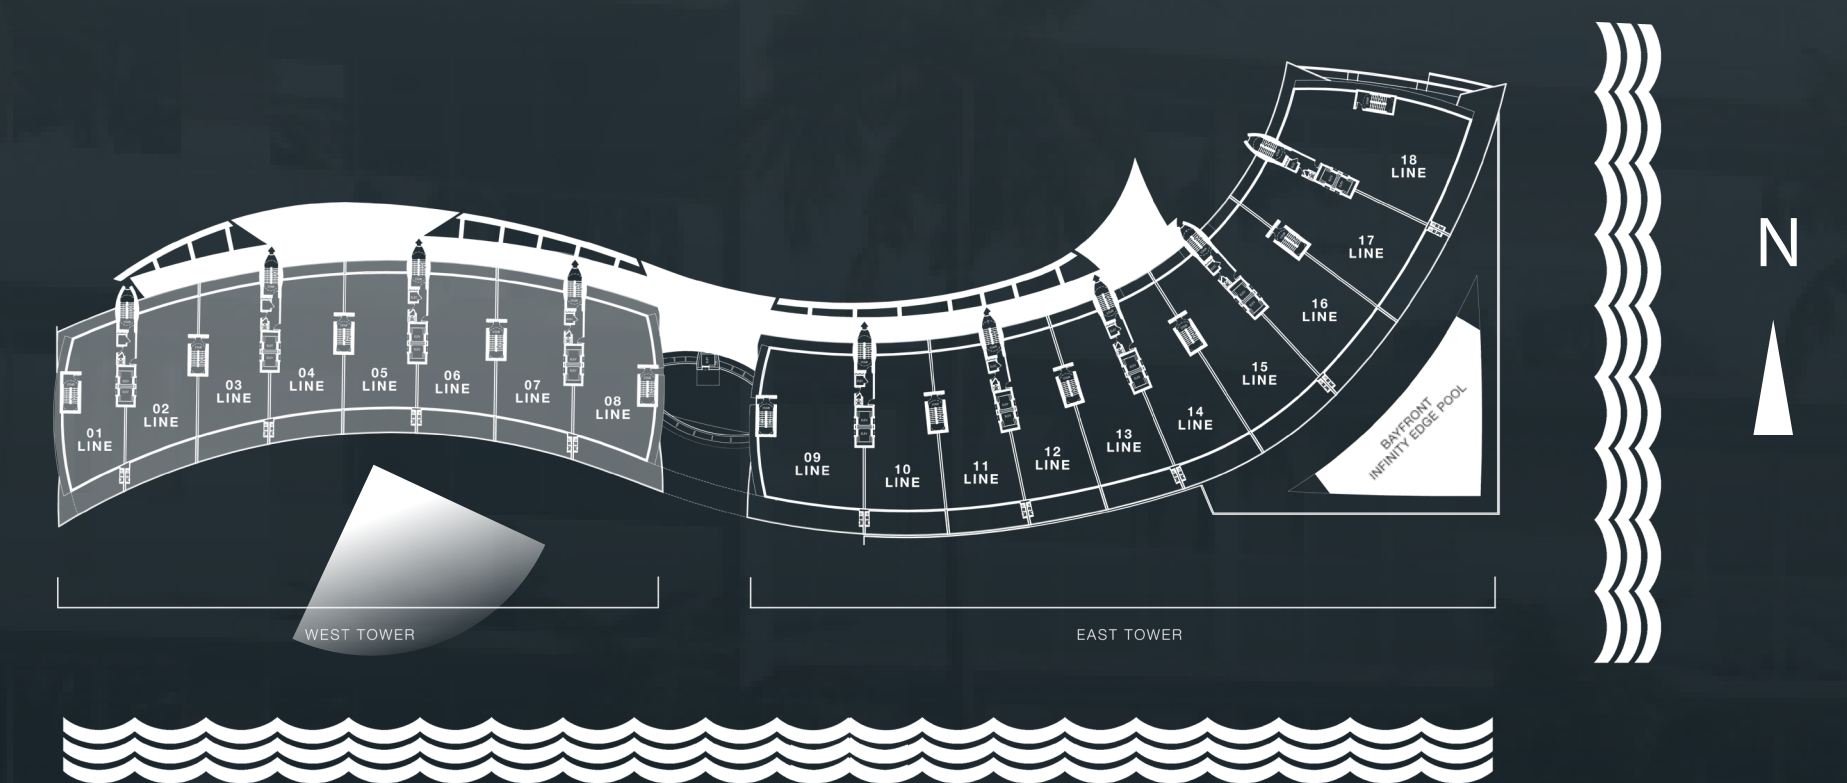 01
LINE
02
LINE
03
LINE
04
LINE
05
LINE
06
LINE
07
LINE
08
LINE
09
LINE
10
LINE
11
LINE
12
LINE
13
LINE
14
LINE
15
LINE
16
LINE
17
LINE
18
LINE
BAYFRONT
INFINITY EDGE POOL
N
WEST TOWER
EAST TOWER